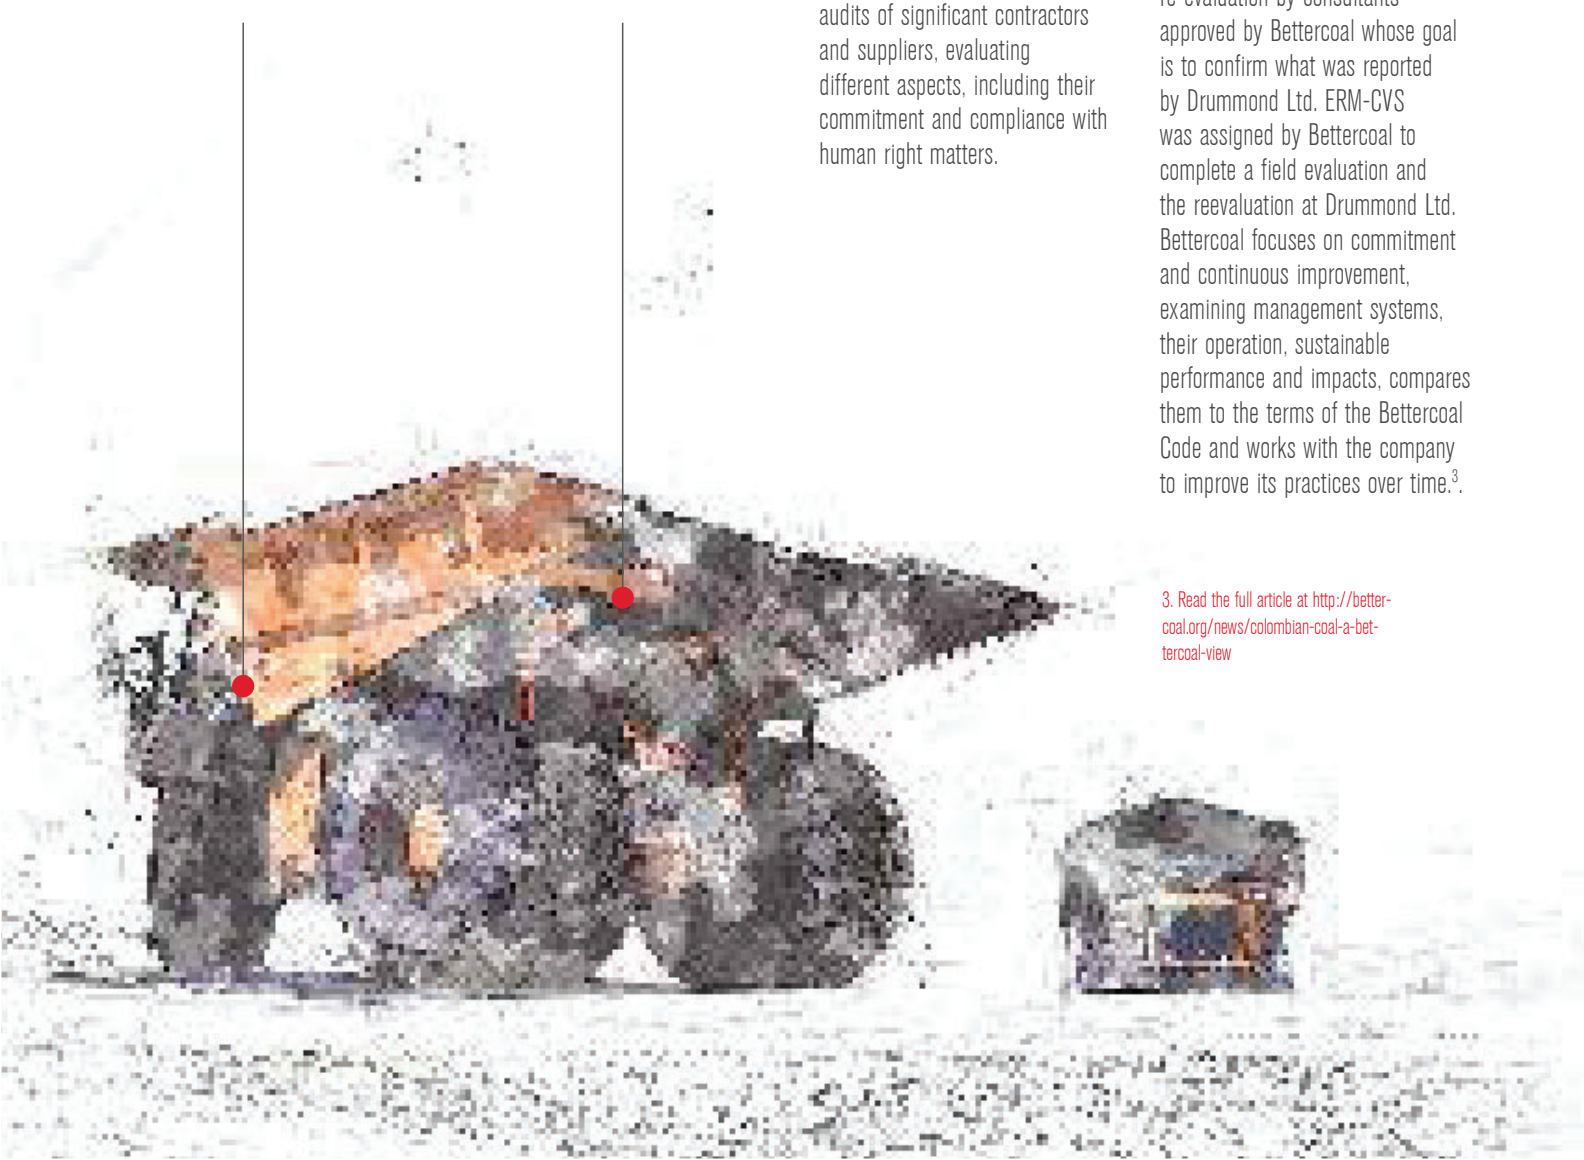 audits of significant contractors
and suppliers, evaluating
different aspects, including their
commitment and compliance with
human right matters.
re-evaluation by consultants
approved by Bettercoal whose goal
is to confirm what was reported
by Drummond Ltd. ERM-CVS
was assigned by Bettercoal to
complete a field evaluation and
the reevaluation at Drummond Ltd.
Bettercoal focuses on commitment
and continuous improvement,
examining management systems,
their operation, sustainable
performance and impacts, compares
them to the terms of the Bettercoal
Code and works with the company
to improve its practices over time.³.
3. Read the full article at http://better-
coal.org/news/colombian-coal-a-bet-
tercoal-view